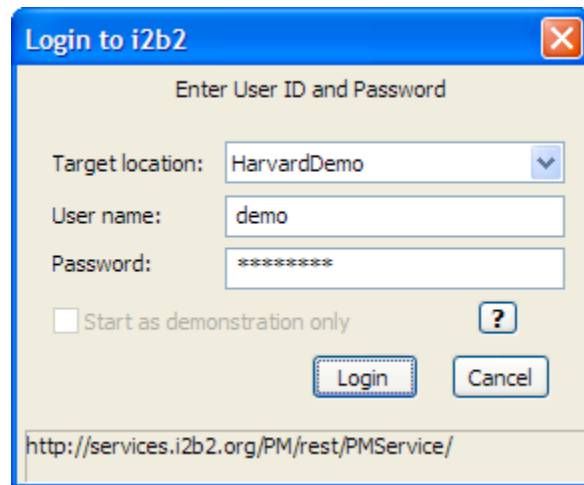 Login to i2b2
Enter User ID and Password
Target location: HarvardDemo
User name: demo
Password: ********
Start as demonstration only ?
Login Cancel
http://services.i2b2.org/PM/rest/PMService/